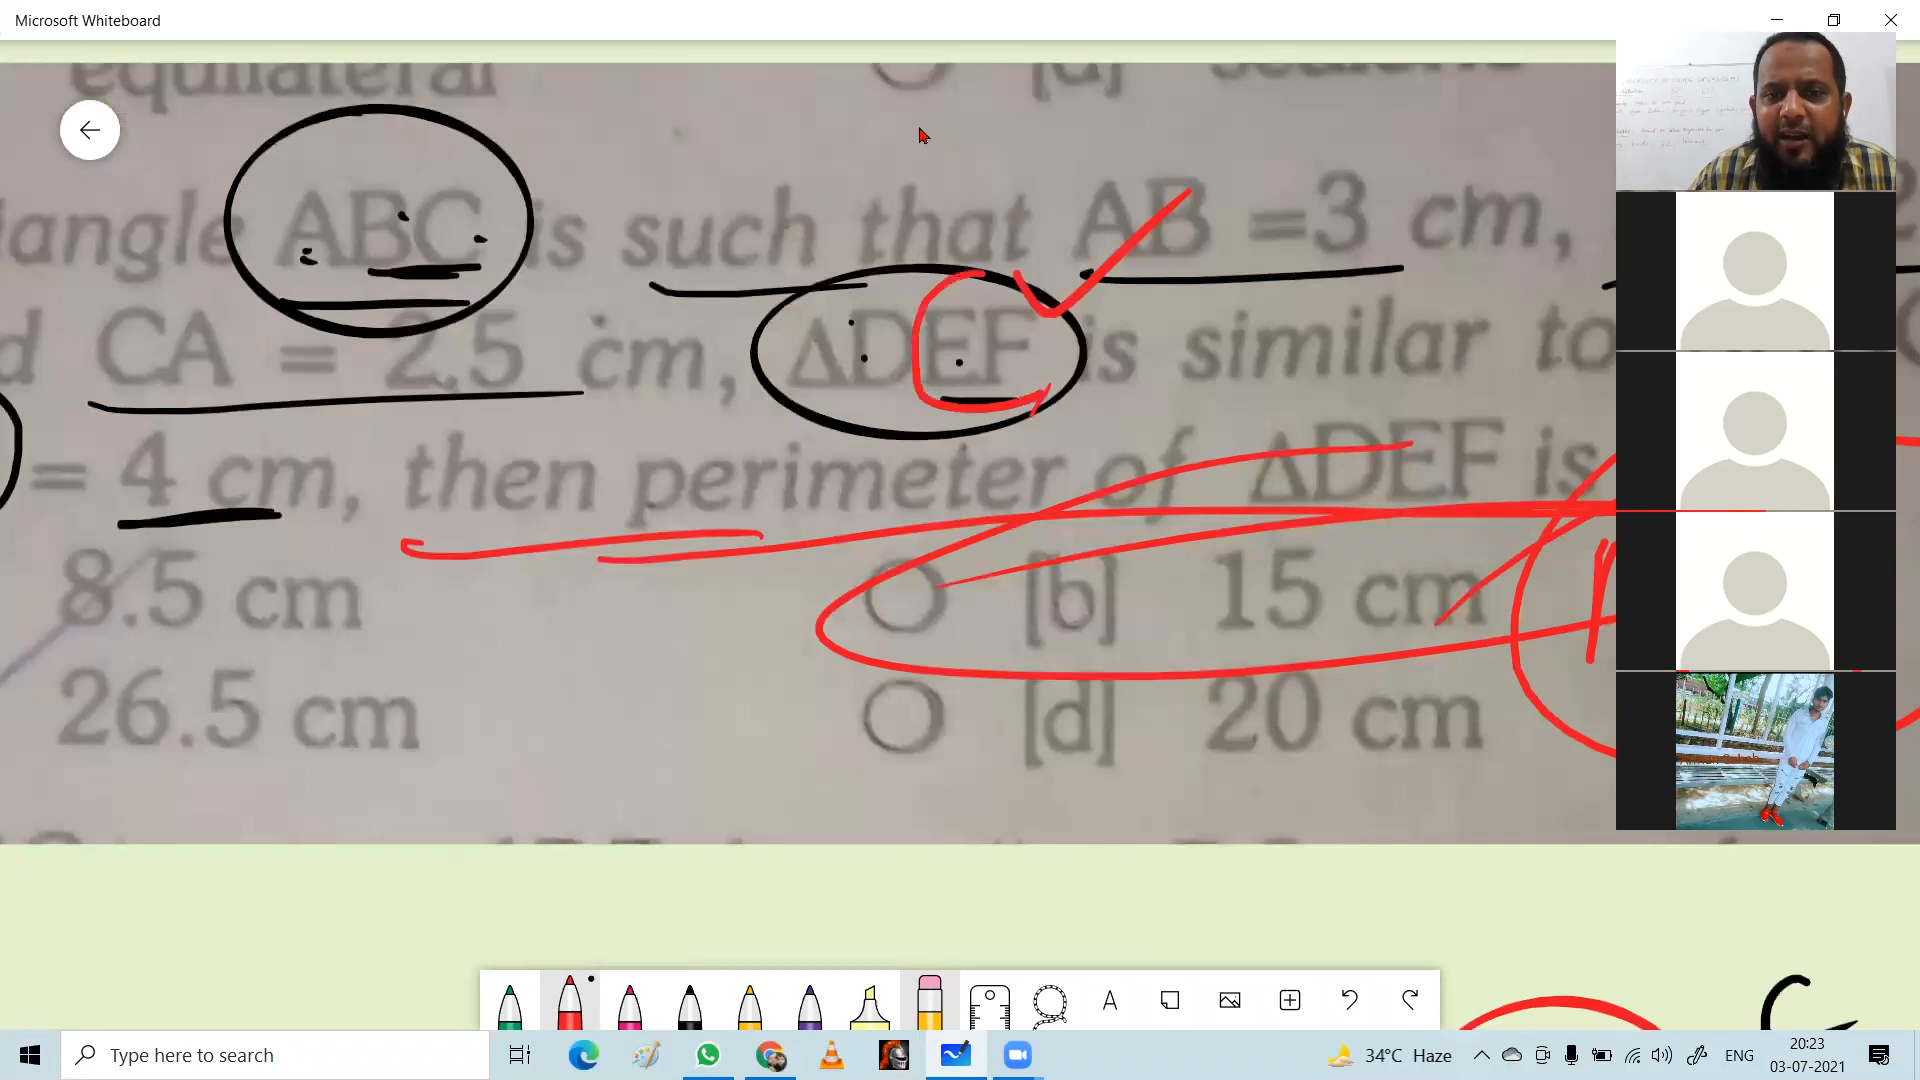 Microsoft Whiteboard
equilateral [d]
iangle ABC is such that AB =3 cm,
d CA = 2.5 cm, ΔDEF is similar to
= 4 cm, then perimeter of ΔDEF is
8.5 cm [b] 15 cm
26.5 cm [d] 20 cm
Type here to search
34°C Haze
ENG
20:23
03-07-2021